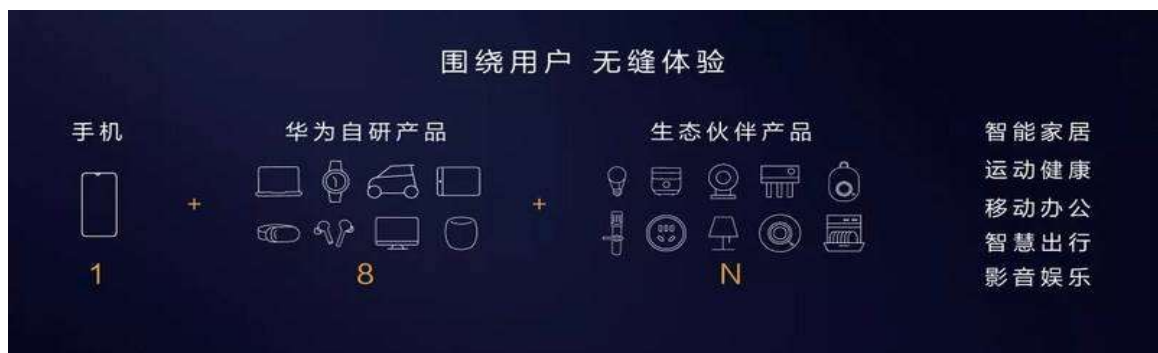 围绕用户 无缝体验
手机
华为自研产品
生态伙伴产品
+
+
1
8
N
智能家居
运动健康
移动办公
智慧出行
影音娱乐